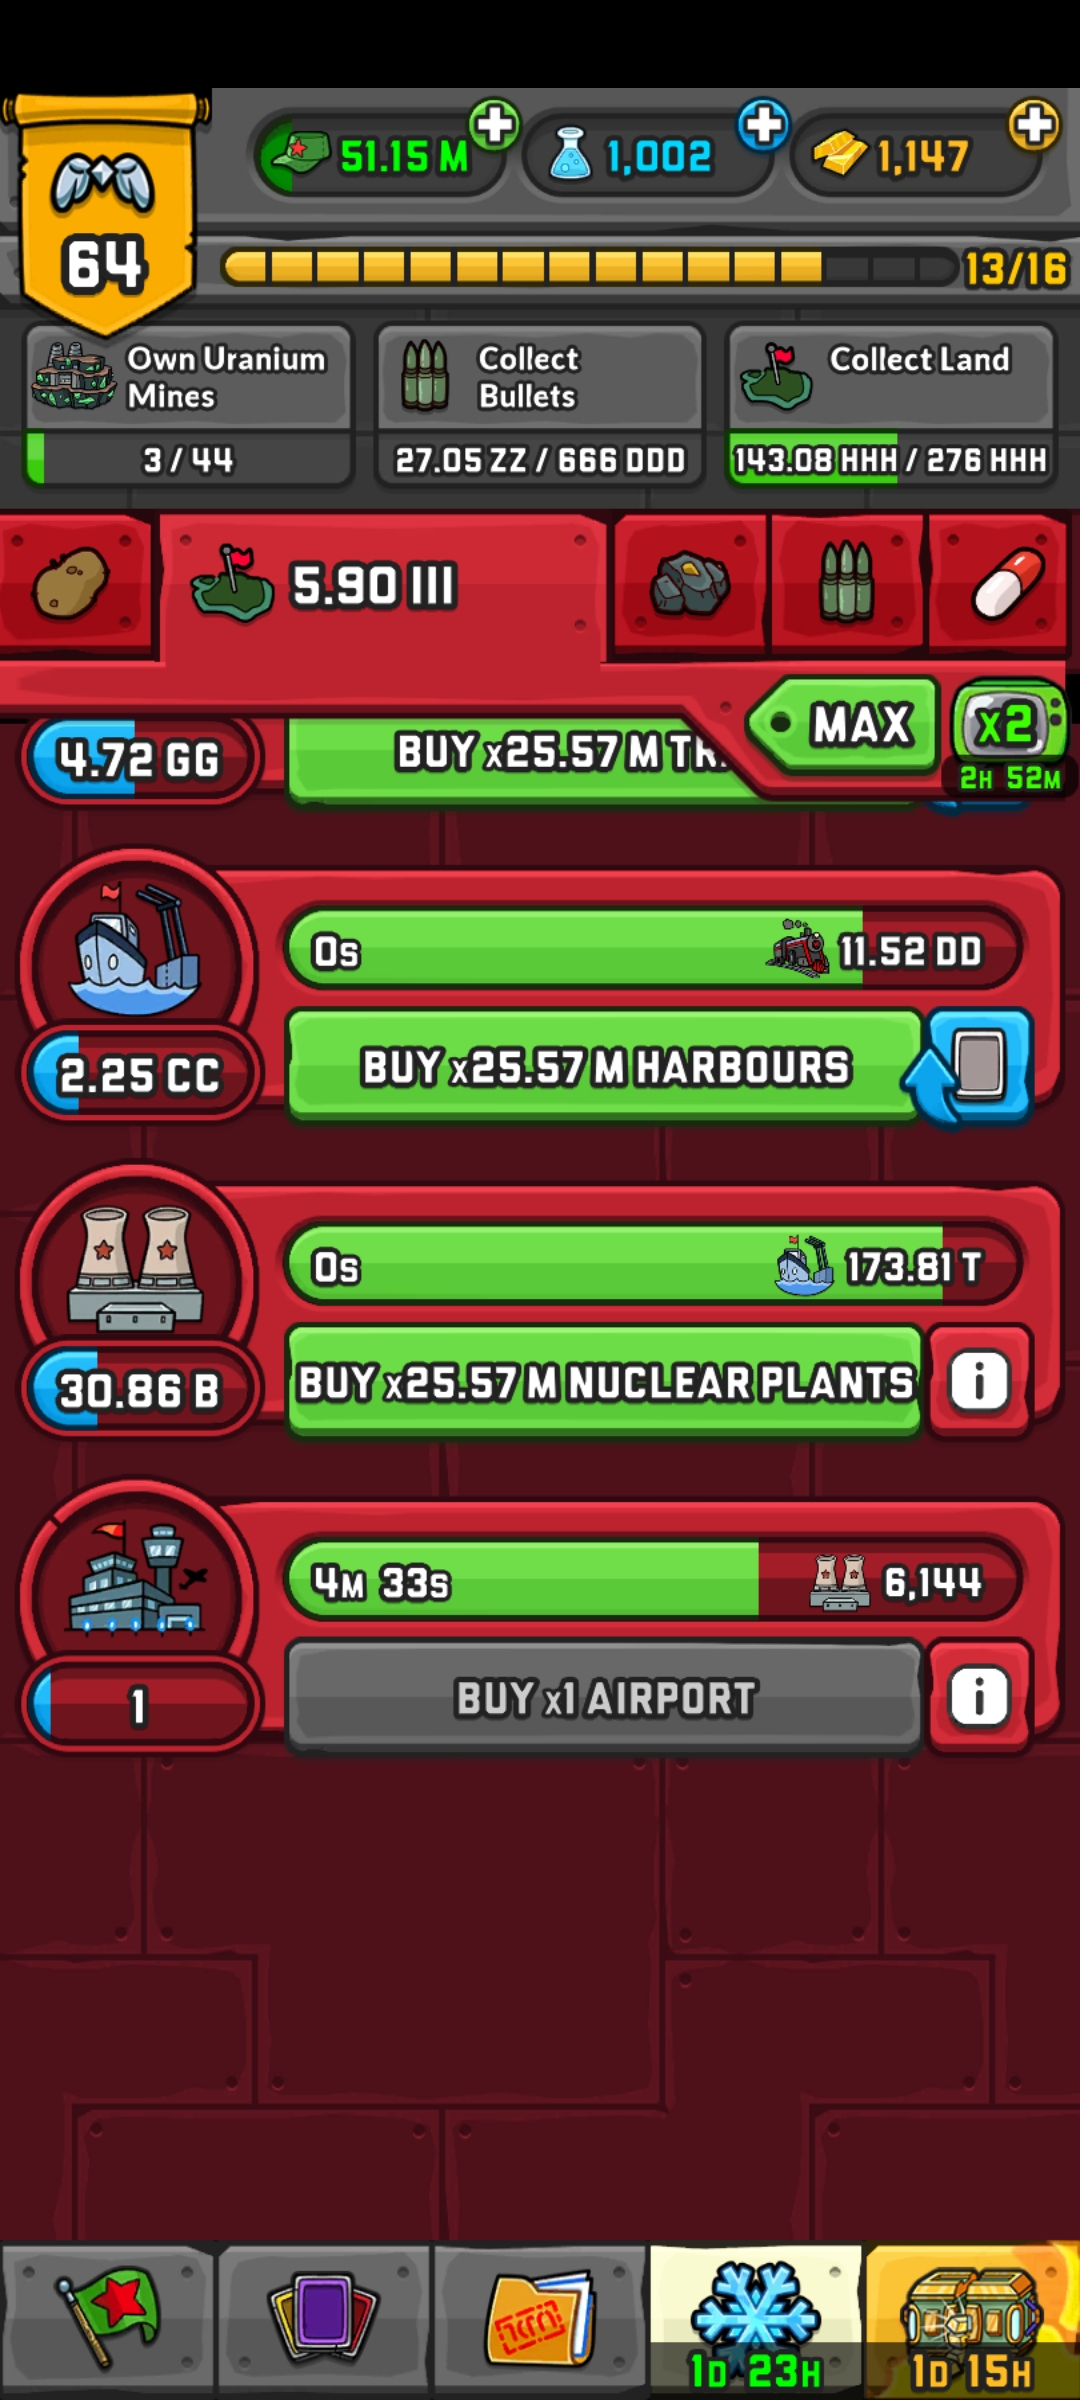 51.15 M
1,002
1,147
64
13/16
Own Uranium
Mines
3 / 44
Collect
Bullets
27.05 ZZ / 666 DDD
Collect Land
143.08 HHH / 276 HHH
5.90 III
MAX
x2
2H 52M
4.72 GG
BUY x25.57 M
0s
11.52 DD
2.25 CC
BUY x25.57 M HARBOURS
0s
173.81 T
30.86 B
BUY x25.57 M NUCLEAR PLANTS
i
4M 33s
6,144
1
BUY x1 AIRPORT
i
1D 23H
1D 15H